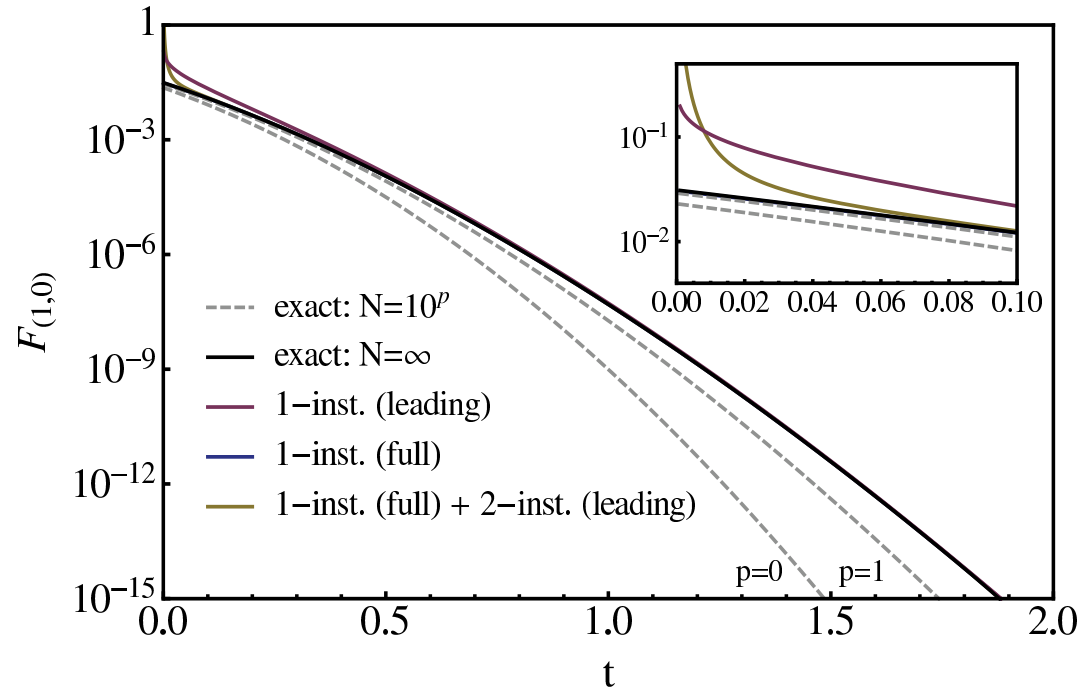 1
10⁻³
10⁻⁶
10⁻⁹
10⁻¹²
10⁻¹⁵
F₍₁,₀₎
10⁻¹
10⁻²
0.00 0.02 0.04 0.06 0.08 0.10
exact: N=10ᵖ
exact: N=∞
1−inst. (leading)
1−inst. (full)
1−inst. (full) + 2−inst. (leading)
p=0 p=1
0.0 0.5 1.0 1.5 2.0
t